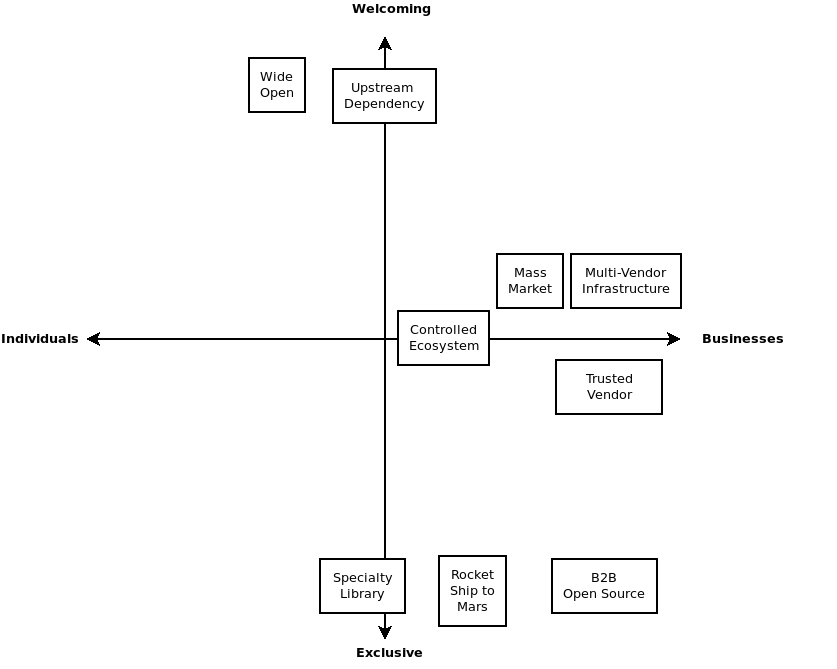 Welcoming
Wide
Open
Upstream
Dependency
Mass
Market
Multi-Vendor
Infrastructure
Individuals
Controlled
Ecosystem
Businesses
Trusted
Vendor
Specialty
Library
Rocket
Ship to
Mars
B2B
Open Source
Exclusive